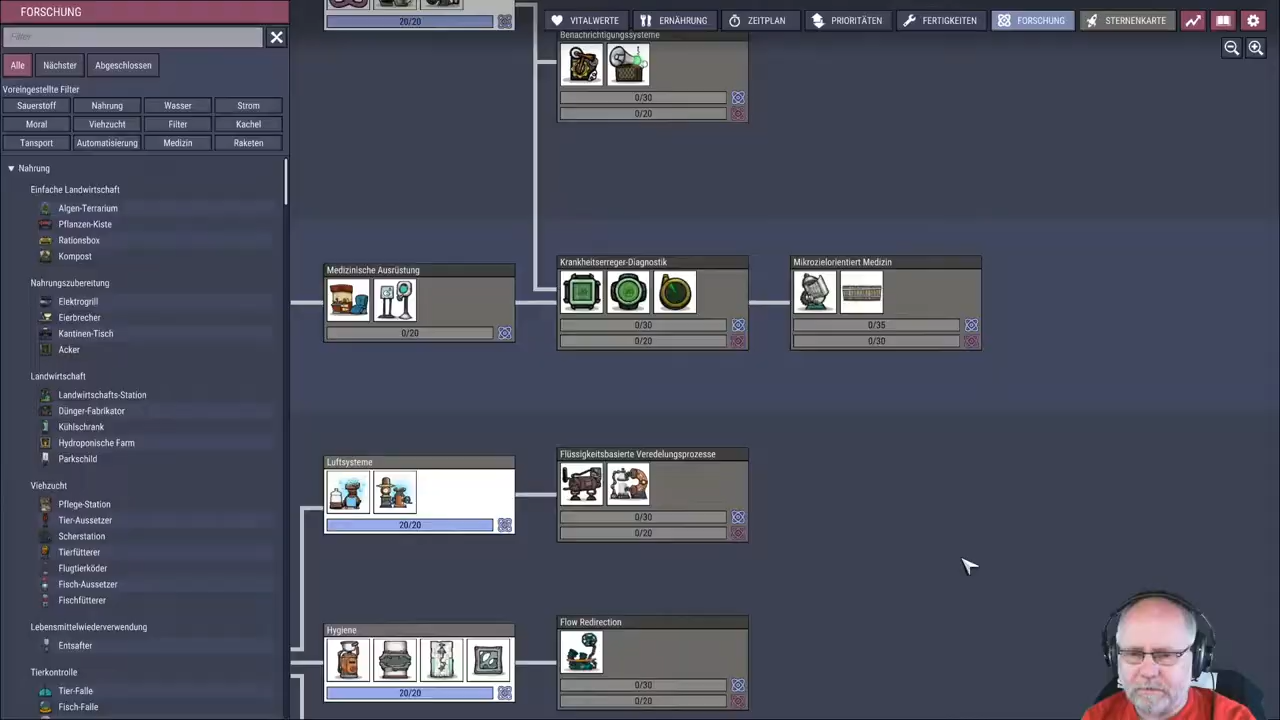 FORSCHUNG
VITALWERTE
ERNÄHRUNG
ZEITPLAN
PRIORITÄTEN
FERTIGKEITEN
FORSCHUNG
STERNENKARTE
Filter
Alle
Nächster
Abgeschlossen
Voreingestellte Filter
Sauerstoff
Nahrung
Wasser
Strom
Moral
Viehzucht
Filter
Kachel
Transport
Automatisierung
Medizin
Raketen
Nahrung
Einfache Landwirtschaft
Algen-Terrarium
Pflanzen-Kiste
Rationsbox
Kompost
Nahrungszubereitung
Elektrogrill
Eierbrecher
Kantinen-Tisch
Acker
Landwirtschaft
Landwirtschafts-Station
Dünger-Fabrikator
Kühlschrank
Hydroponische Farm
Parkschild
Viehzucht
Pflege-Station
Tier-Aussetzer
Scherstation
Tierfütterer
Flugtierköder
Fisch-Aussetzer
Fischfütterer
Lebensmittelwiederverwendung
Entsafter
Tierkontrolle
Tier-Falle
Fisch-Falle
20/20
Benachrichtigungssysteme
0/30
0/20
Medizinische Ausrüstung
0/20
Krankheitserreger-Diagnostik
0/30
0/20
Mikrozielorientiert Medizin
0/35
0/30
Luftsysteme
20/20
Flüssigkeitsbasierte Veredelungsprozesse
0/30
0/20
Hygiene
20/20
Flow Redirection
0/30
0/20